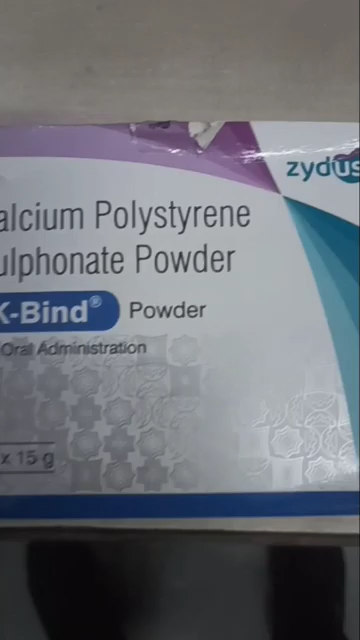 zydus
alcium Polystyrene
ulphonate Powder
K-Bind® Powder
Oral Administration
x 15 g